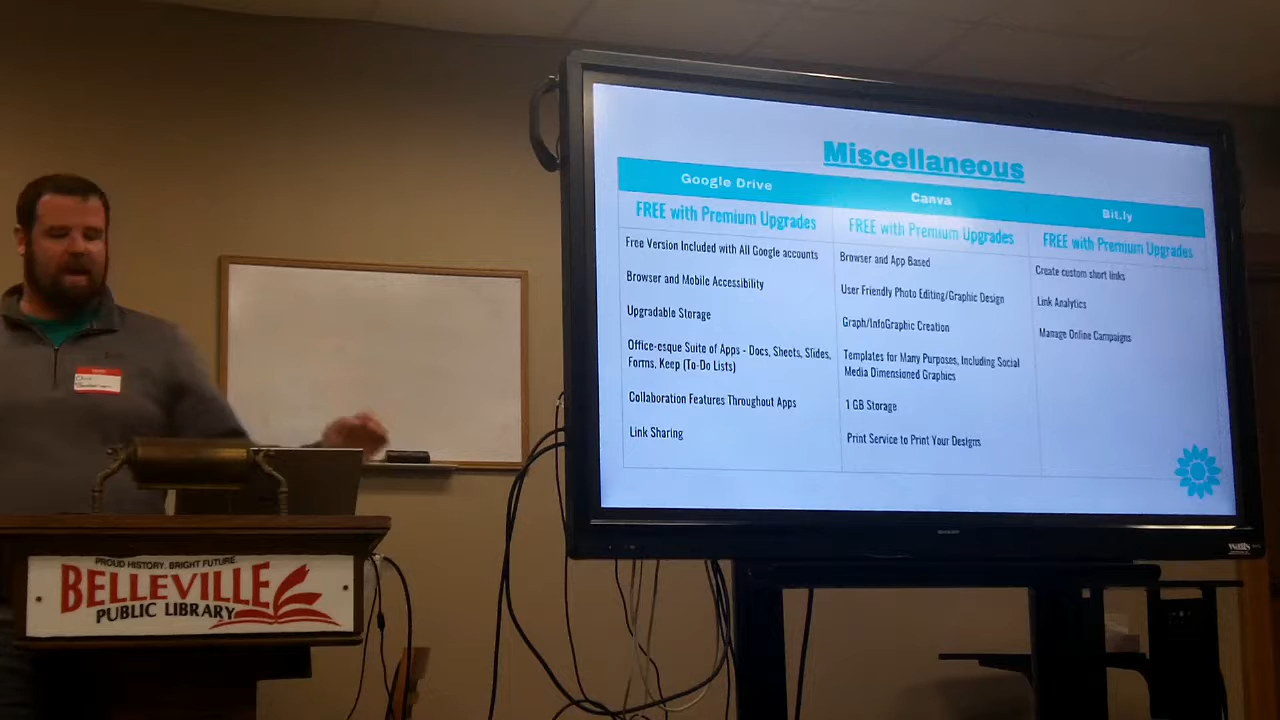 Miscellaneous
Google Drive
FREE with Premium Upgrades
Free Version Included with All Google accounts
Browser and Mobile Accessibility
Upgradable Storage
Office-esque Suite of Apps - Docs, Sheets, Slides,
Forms, Keep (To-Do Lists)
Collaboration Features Throughout Apps
Link Sharing
Canva
FREE with Premium Upgrades
Browser and App Based
User Friendly Photo Editing/Graphic Design
Graph/InfoGraphic Creation
Templates for Many Purposes, Including Social
Media Dimensioned Graphics
1 GB Storage
Print Service to Print Your Designs
Bit.ly
FREE with Premium Upgrades
Create custom short links
Link Analytics
Manage Online Campaigns
PROUD HISTORY. BRIGHT FUTURE.
BELLEVILLE
PUBLIC LIBRARY